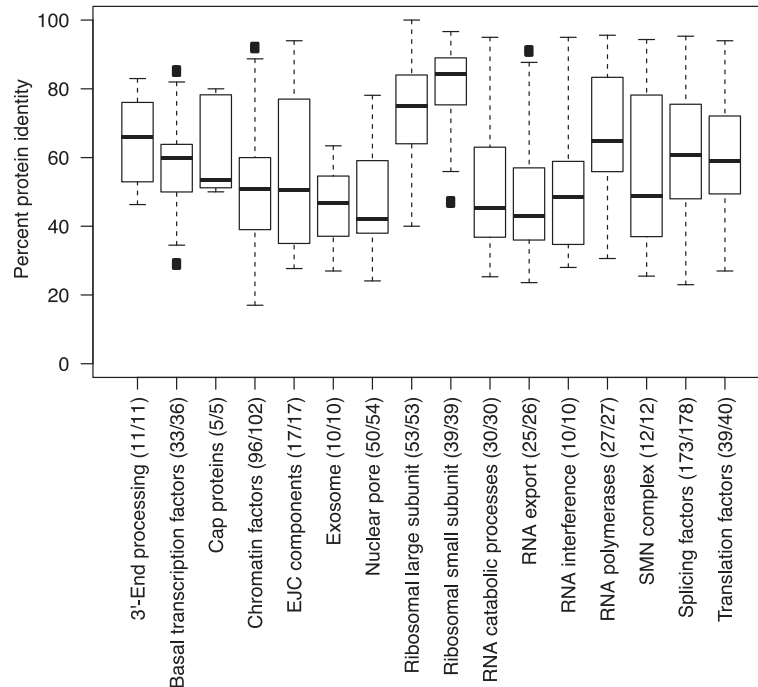 Percent protein identity
100
80
60
40
20
0
3'-End processing (11/11)
Basal transcription factors (33/36)
Cap proteins (5/5)
Chromatin factors (96/102)
EJC components (17/17)
Exosome (10/10)
Nuclear pore (50/54)
Ribosomal large subunit (53/53)
Ribosomal small subunit (39/39)
RNA catabolic processes (30/30)
RNA export (25/26)
RNA interference (10/10)
RNA polymerases (27/27)
SMN complex (12/12)
Splicing factors (173/178)
Translation factors (39/40)